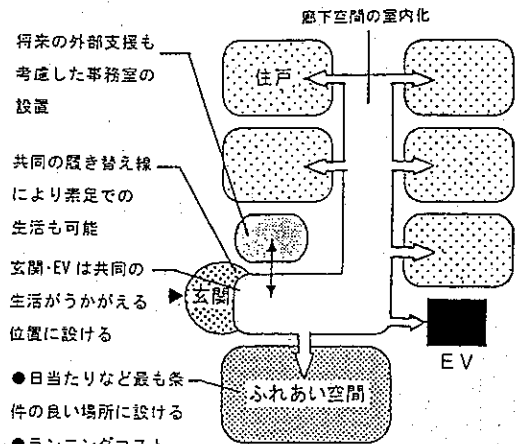 廊下空間の室内化
将来の外部支援も
考慮した事務室の
設置
住戸
共同の履き替え線
により素足での
生活も可能
玄関・EVは共同の
生活がうかがえる
位置に設ける
玄関
EV
●日当たりなど最も条
件の良い場所に設ける
ふれあい空間
●ランニングコスト